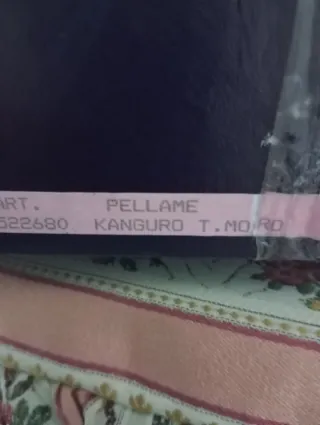 ART. PELLAME
522680 KANGURO T.MORO